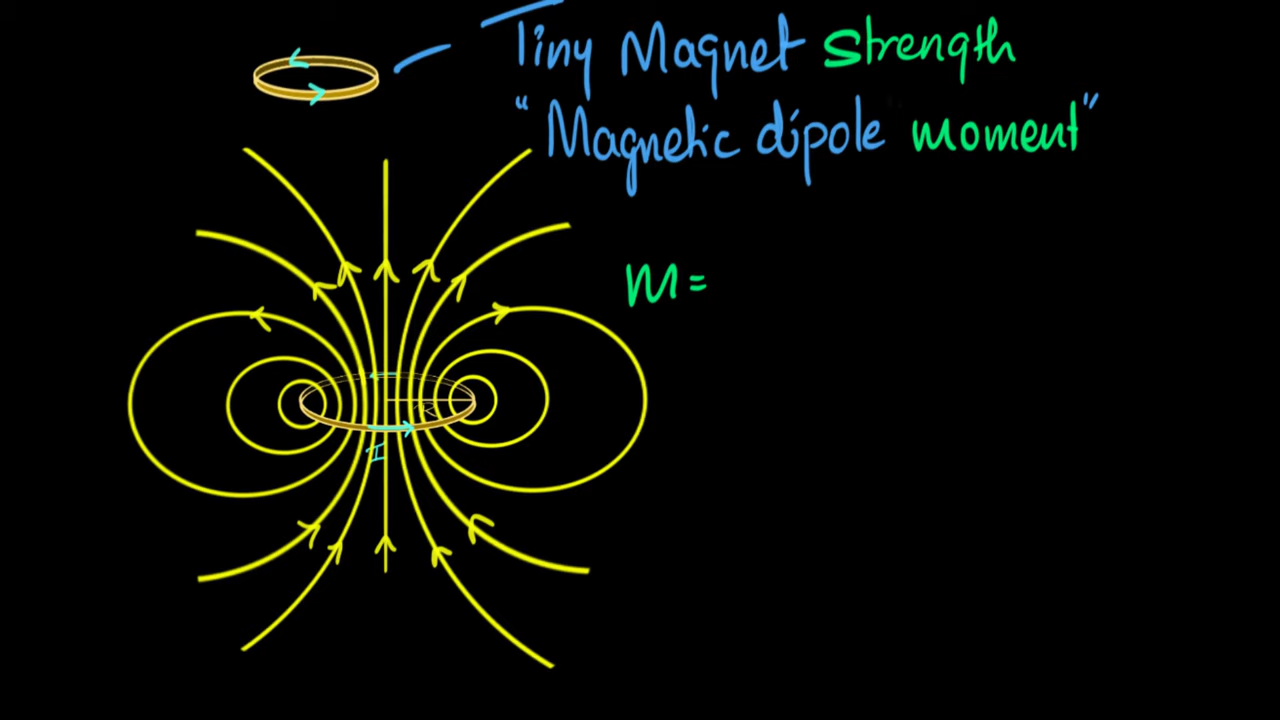 Tiny Magnet Strength
"Magnetic dipole moment"
M =
R
I